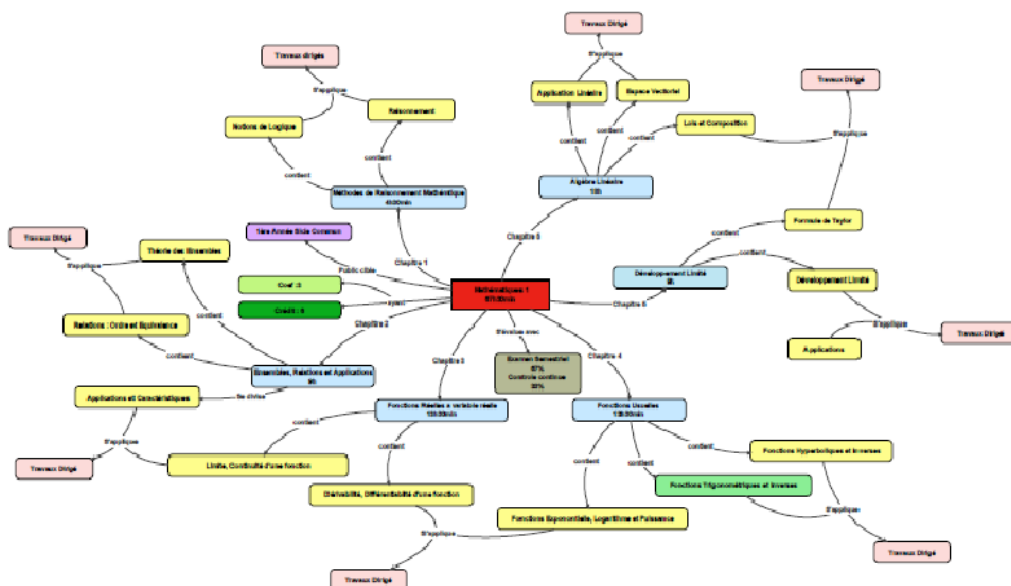 Travaux Dirigé
S'applique
Application Linéaire
Espace Vectoriel
contient
contient
Lois et Composition
contient
Algèbre Linéaire
Travaux Dirigé
S'applique
Formule de Taylor
contient
Développement Limité
contient
Développement Limité
S'applique
Applications
Travaux Dirigé
Travaux dirigés
S'applique
Raisonnement
Notions de Logique
contient
contient
Méthodes de Raisonnement Mathématique
1ère Année Socle Commun
Public cible
Chapitre 1
Coef : 3
Crédit : 6
ayant
Chapitre 2
Mathématiques 1
Chapitre 5
Travaux Dirigé
S'applique
Théorie des Ensembles
Relations : Ordre et Equivalence
contient
contient
Ensembles, Relations et Applications
Se divise
Applications et Caractéristiques
S'applique
Travaux Dirigé
Limite, Continuité d'une fonction
contient
Chapitre 3
Fonctions Réelles à variable réelle
contient
Dérivabilité, Différentiabilité d'une fonction
S'applique
Travaux Dirigé
S'évalue avec
Examen Semestriel
67%
Contrôle continue
33%
Chapitre 4
Fonctions Usuelles
contient
contient
contient
Fonctions Hyperboliques et Inverses
Fonctions Trigonométriques et Inverses
Fonctions Exponentielle, Logarithme et Puissance
S'applique
Travaux Dirigé